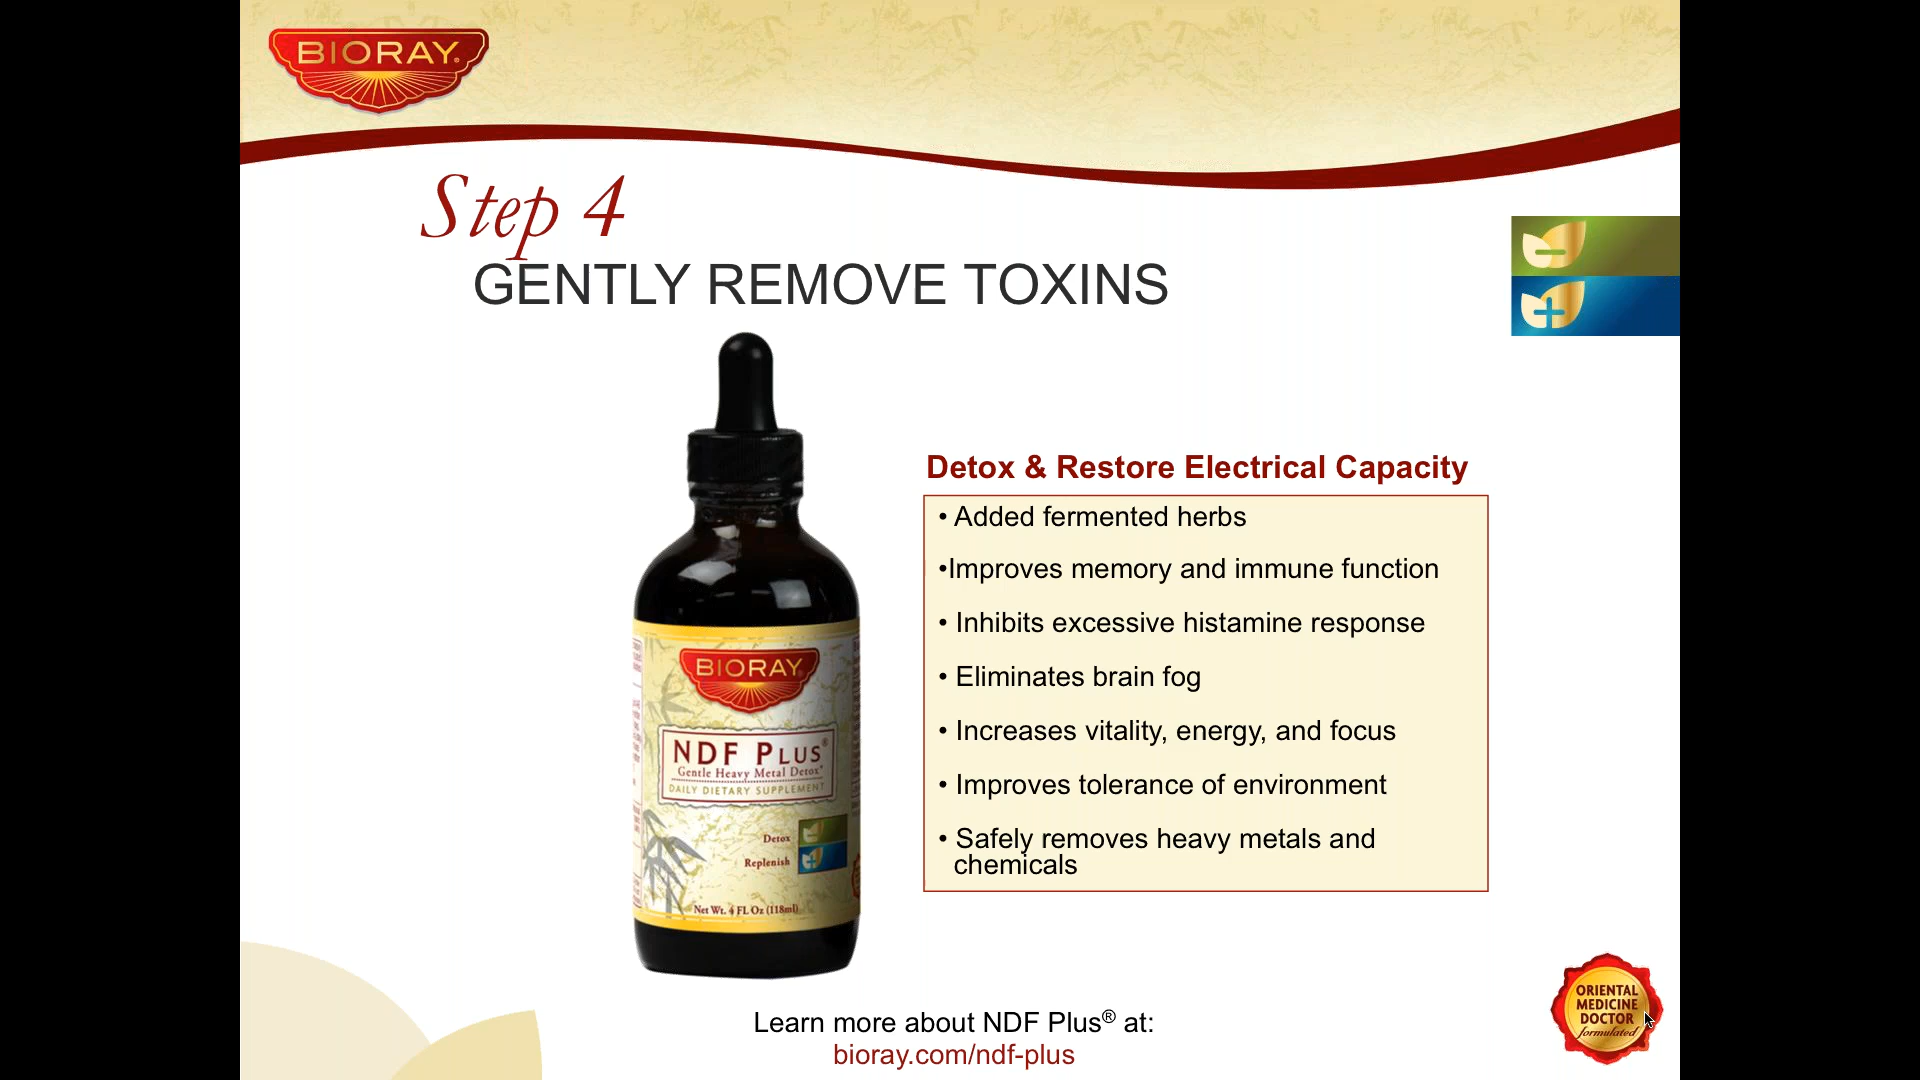 BIORAY®
Step 4
GENTLY REMOVE TOXINS
Detox & Restore Electrical Capacity
• Added fermented herbs
•Improves memory and immune function
• Inhibits excessive histamine response
• Eliminates brain fog
• Increases vitality, energy, and focus
• Improves tolerance of environment
• Safely removes heavy metals and
chemicals
BIORAY®
NDF PLUS®
Gentle Heavy Metal Detox*
DAILY DIETARY SUPPLEMENT
Detox
Replenish
Net Wt. 4 FL Oz (118ml)
Learn more about NDF Plus® at:
bioray.com/ndf-plus
ORIENTAL
MEDICINE
DOCTOR
formulated